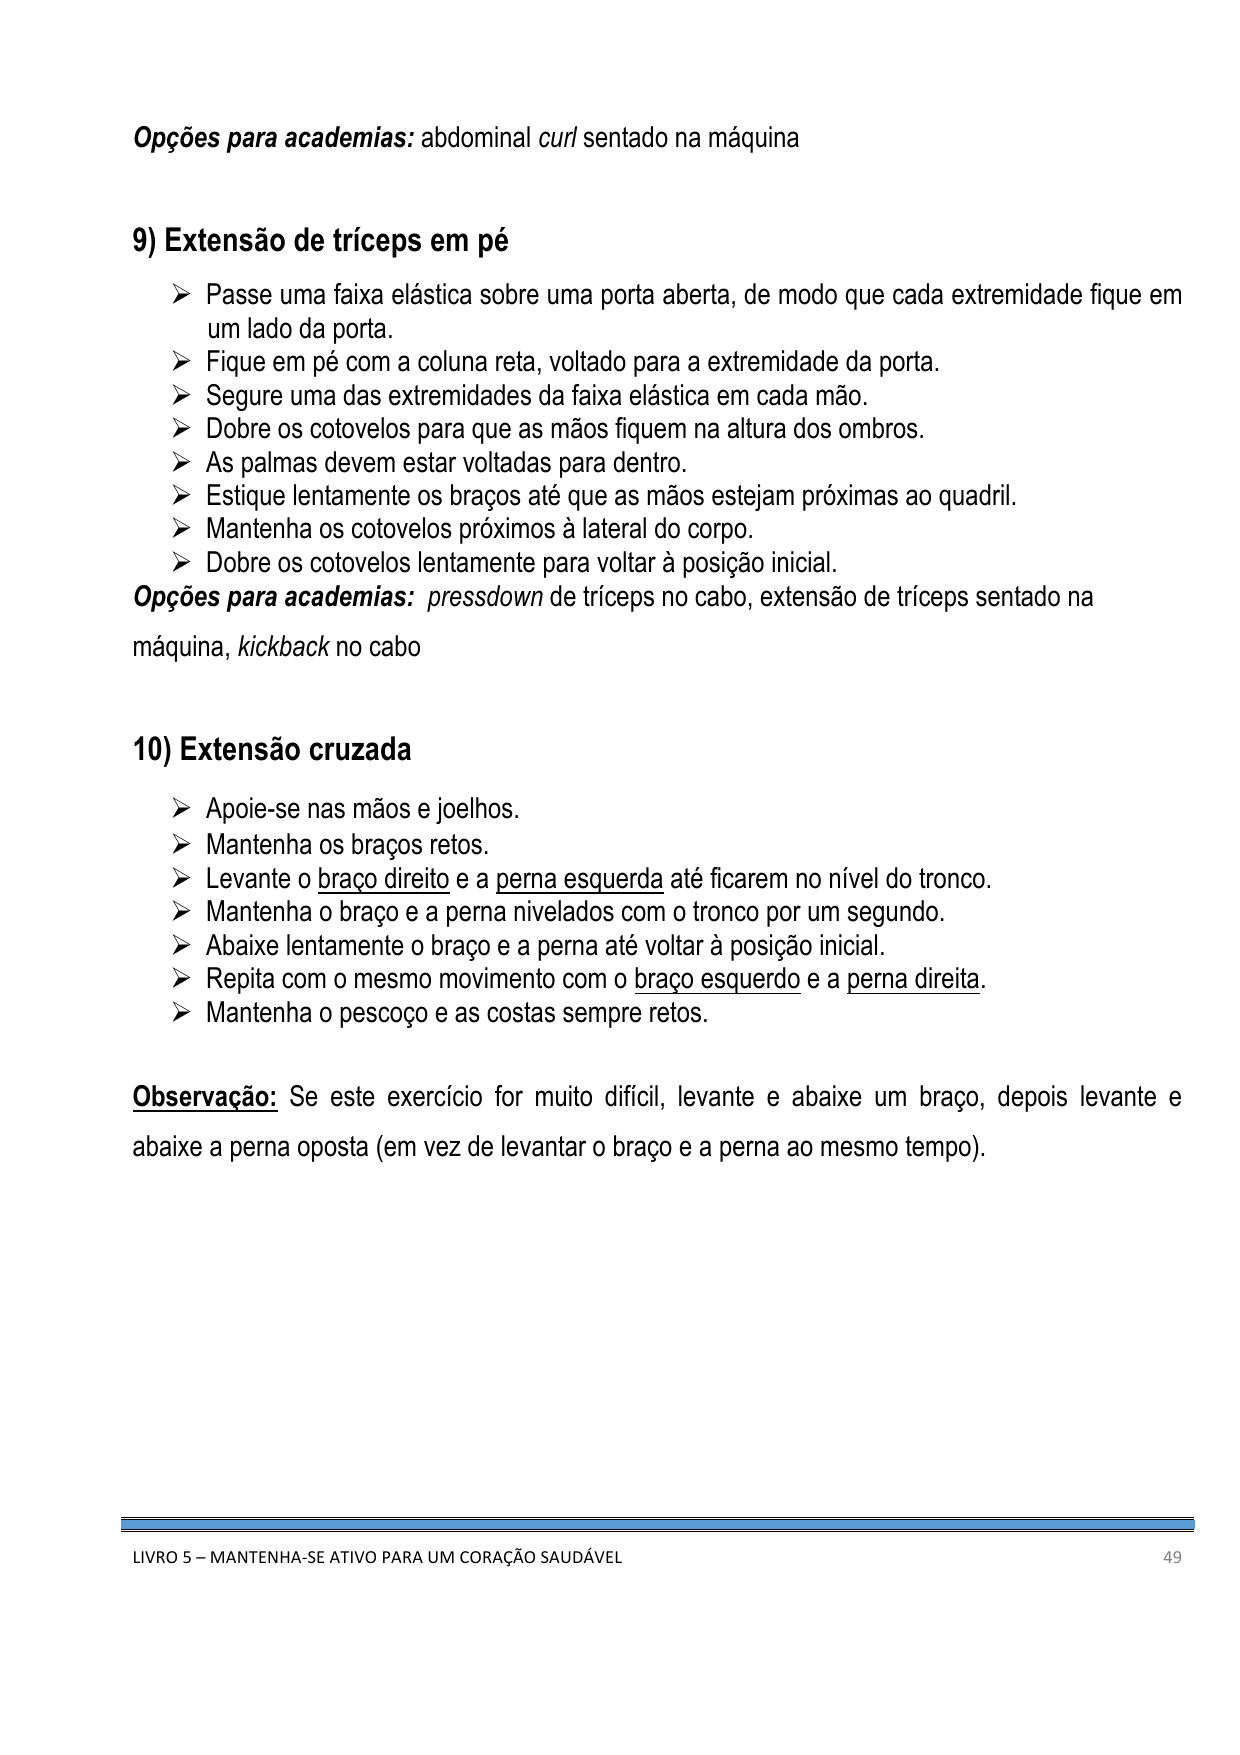 Opções para academias: abdominal curl sentado na máquina
9) Extensão de tríceps em pé
➢ Passe uma faixa elástica sobre uma porta aberta, de modo que cada extremidade fique em
um lado da porta.
➢ Fique em pé com a coluna reta, voltado para a extremidade da porta.
➢ Segure uma das extremidades da faixa elástica em cada mão.
➢ Dobre os cotovelos para que as mãos fiquem na altura dos ombros.
➢ As palmas devem estar voltadas para dentro.
➢ Estique lentamente os braços até que as mãos estejam próximas ao quadril.
➢ Mantenha os cotovelos próximos à lateral do corpo.
➢ Dobre os cotovelos lentamente para voltar à posição inicial.
Opções para academias: pressdown de tríceps no cabo, extensão de tríceps sentado na
máquina, kickback no cabo
10) Extensão cruzada
➢ Apoie-se nas mãos e joelhos.
➢ Mantenha os braços retos.
➢ Levante o braço direito e a perna esquerda até ficarem no nível do tronco.
➢ Mantenha o braço e a perna nivelados com o tronco por um segundo.
➢ Abaixe lentamente o braço e a perna até voltar à posição inicial.
➢ Repita com o mesmo movimento com o braço esquerdo e a perna direita.
➢ Mantenha o pescoço e as costas sempre retos.
Observação: Se este exercício for muito difícil, levante e abaixe um braço, depois levante e
abaixe a perna oposta (em vez de levantar o braço e a perna ao mesmo tempo).
LIVRO 5 – MANTENHA-SE ATIVO PARA UM CORAÇÃO SAUDÁVEL 49